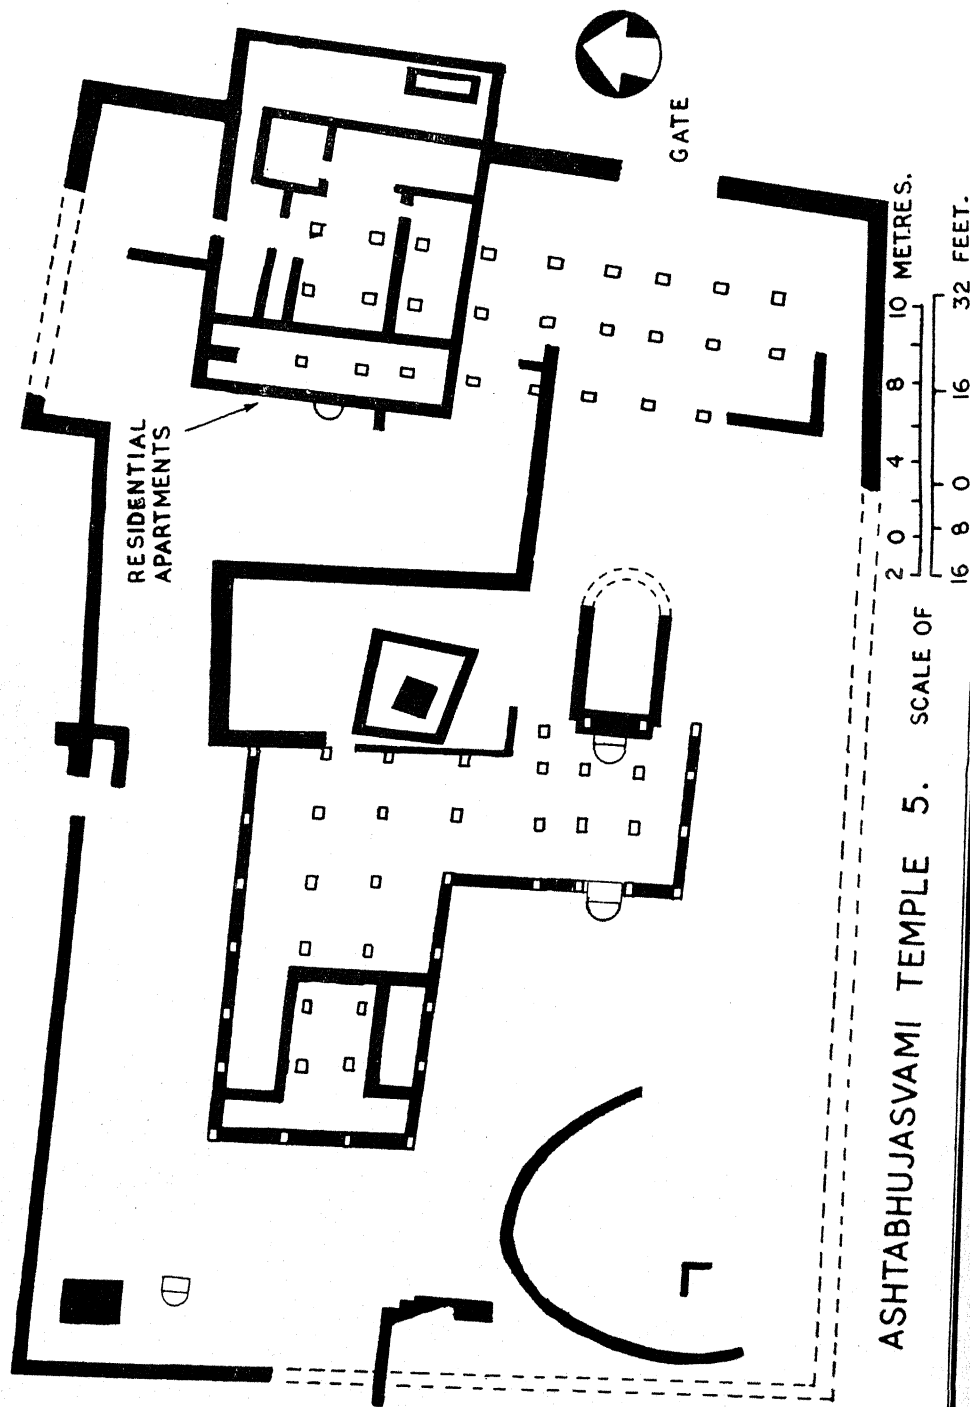 GATE
RESIDENTIAL
APARTMENTS
ASHTABHUJASVAMI TEMPLE 5.
SCALE OF
2 0 4 8 10 METRES.
16 8 0 16 32 FEET.